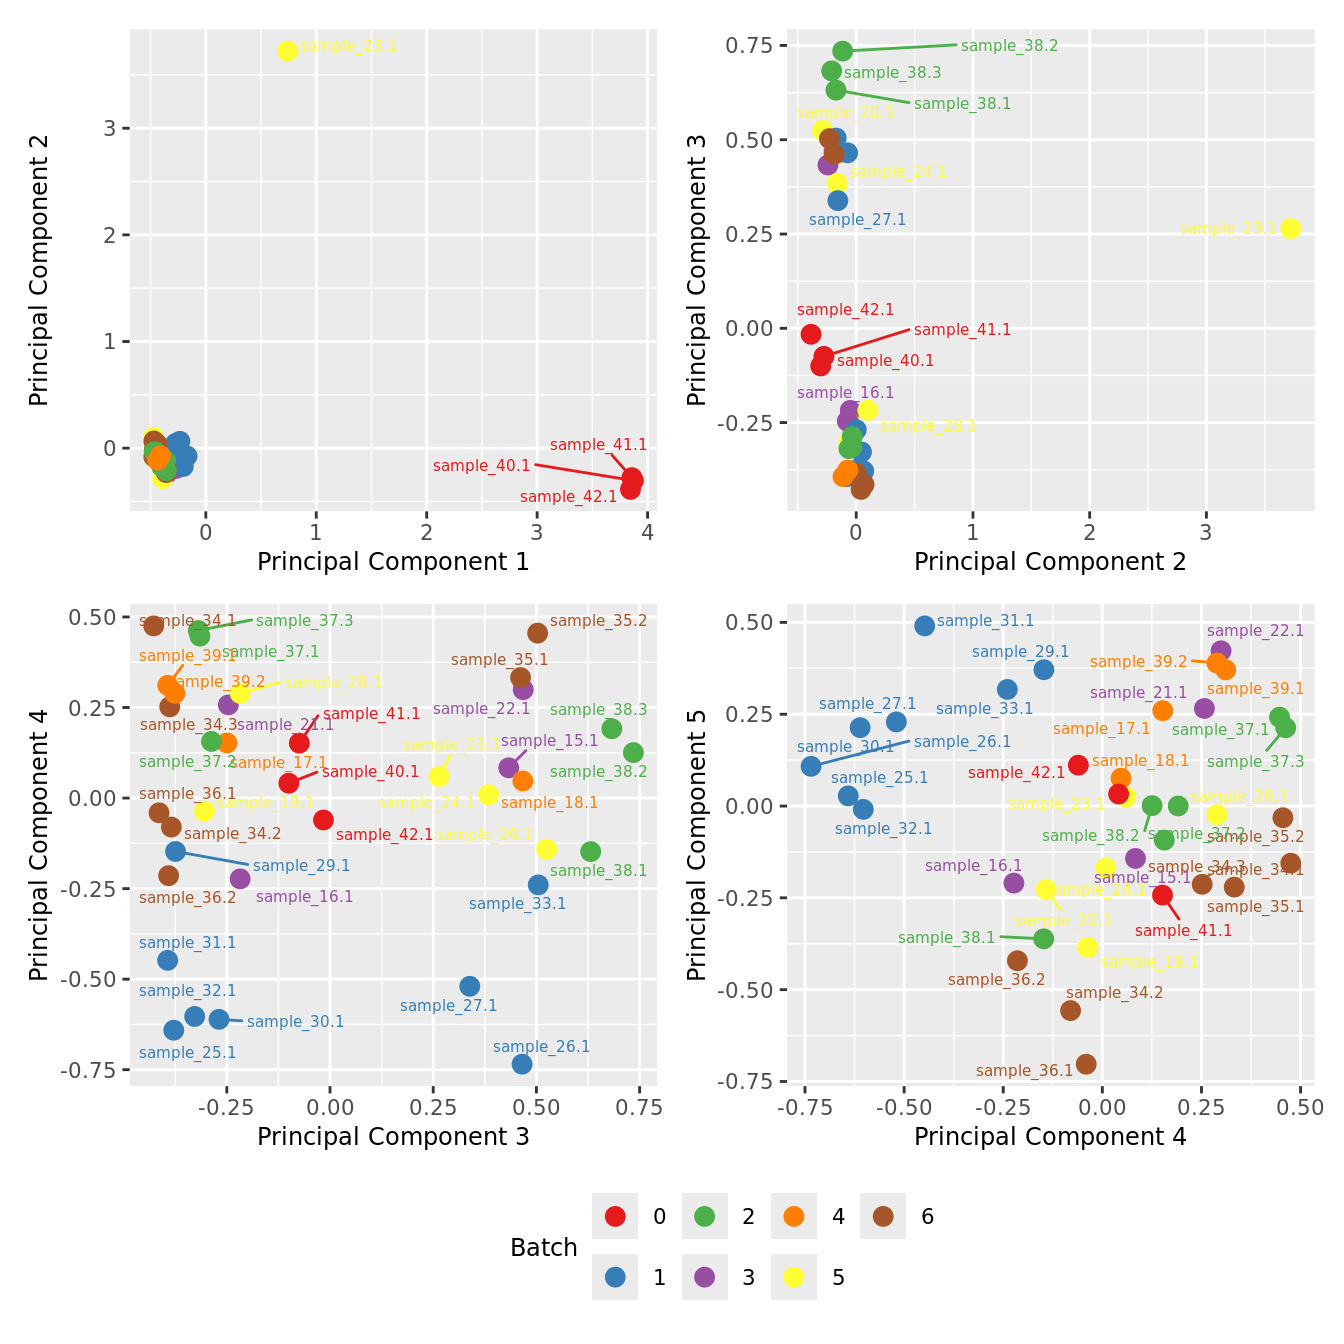 sample_23.1
sample_41.1
sample_40.1
sample_42.1
3
2
1
0
0
1
2
3
4
Principal Component 2
Principal Component 1
sample_38.2
sample_38.3
sample_38.1
sample_20.1
sample_24.1
sample_27.1
sample_23.1
sample_42.1
sample_41.1
sample_40.1
sample_16.1
sample_28.1
0.75
0.50
0.25
0.00
-0.25
0
1
2
3
Principal Component 3
Principal Component 2
sample_34.1
sample_37.3
sample_35.2
sample_39.1
sample_37.1
sample_35.1
sample_39.2
sample_28.1
sample_22.1
sample_38.3
sample_34.3
sample_21.1
sample_41.1
sample_23.1
sample_15.1
sample_37.2
sample_17.1
sample_40.1
sample_38.2
sample_36.1
sample_19.1
sample_24.1
sample_18.1
sample_34.2
sample_42.1
sample_20.1
sample_29.1
sample_38.1
sample_36.2
sample_16.1
sample_33.1
sample_31.1
sample_32.1
sample_27.1
sample_30.1
sample_25.1
sample_26.1
0.50
0.25
0.00
-0.25
-0.50
-0.75
-0.25
0.00
0.25
0.50
0.75
Principal Component 4
Principal Component 3
sample_31.1
sample_22.1
sample_29.1
sample_39.2
sample_39.1
sample_27.1
sample_33.1
sample_21.1
sample_17.1
sample_37.1
sample_30.1
sample_26.1
sample_18.1
sample_37.3
sample_25.1
sample_42.1
sample_23.1
sample_28.1
sample_32.1
sample_38.2
sample_37.2
sample_35.2
sample_16.1
sample_15.1
sample_34.3
sample_34.1
sample_24.1
sample_20.1
sample_35.1
sample_38.1
sample_41.1
sample_19.1
sample_36.2
sample_34.2
sample_36.1
0.50
0.25
0.00
-0.25
-0.50
-0.75
-0.75
-0.50
-0.25
0.00
0.25
0.50
Principal Component 5
Principal Component 4
Batch
0
2
4
6
1
3
5